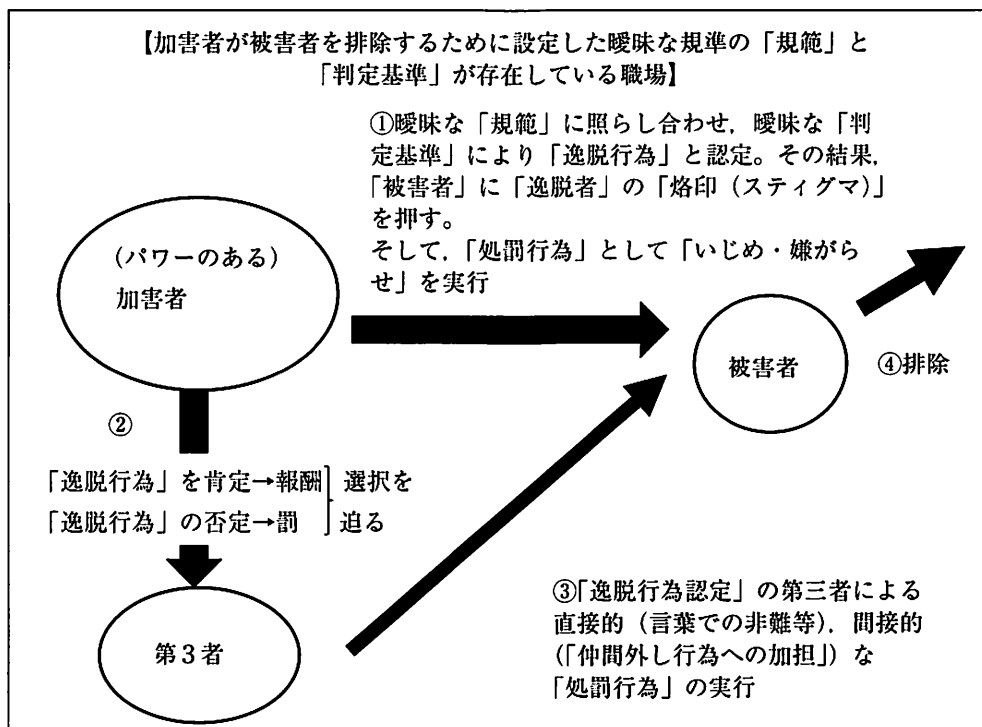 【加害者が被害者を排除するために設定した曖昧な規準の「規範」と
「判定基準」が存在している職場】
①曖昧な「規範」に照らし合わせ，曖昧な「判
定基準」により「逸脱行為」と認定。その結果，
「被害者」に「逸脱者」の「烙印（スティグマ）」
を押す。
そして，「処罰行為」として「いじめ・嫌がら
せ」を実行
（パワーのある）
加害者
被害者
④排除
②
「逸脱行為」を肯定→報酬
「逸脱行為」の否定→罰
選択を
迫る
第３者
③「逸脱行為認定」の第三者による
直接的（言葉での非難等），間接的
（「仲間外し行為への加担」）な
「処罰行為」の実行